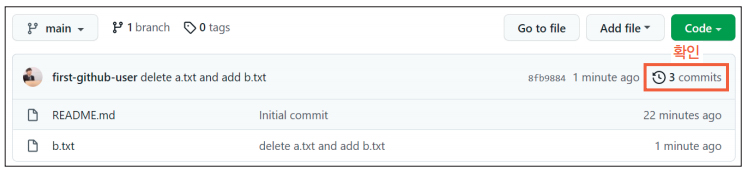 main 1 branch 0 tags Go to file Add file Code
확인
first-github-user delete a.txt and add b.txt 8fb9884 1 minute ago 3 commits
README.md Initial commit 22 minutes ago
b.txt delete a.txt and add b.txt 1 minute ago